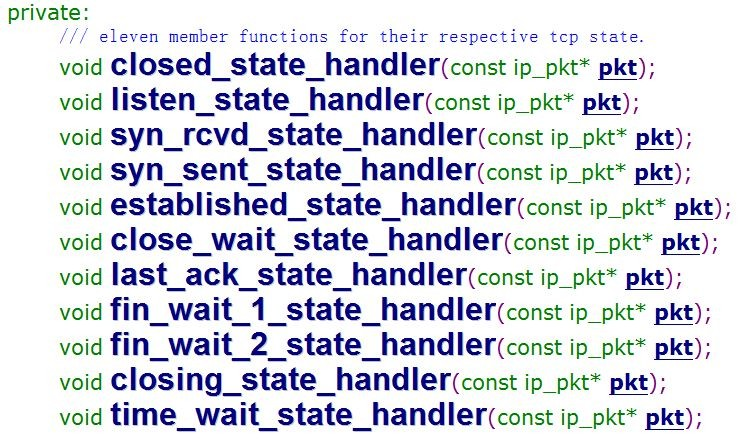 private:
/// eleven member functions for their respective tcp state.
void closed_state_handler(const ip_pkt* pkt);
void listen_state_handler(const ip_pkt* pkt);
void syn_rcvd_state_handler(const ip_pkt* pkt);
void syn_sent_state_handler(const ip_pkt* pkt);
void established_state_handler(const ip_pkt* pkt);
void close_wait_state_handler(const ip_pkt* pkt);
void last_ack_state_handler(const ip_pkt* pkt);
void fin_wait_1_state_handler(const ip_pkt* pkt);
void fin_wait_2_state_handler(const ip_pkt* pkt);
void closing_state_handler(const ip_pkt* pkt);
void time_wait_state_handler(const ip_pkt* pkt);